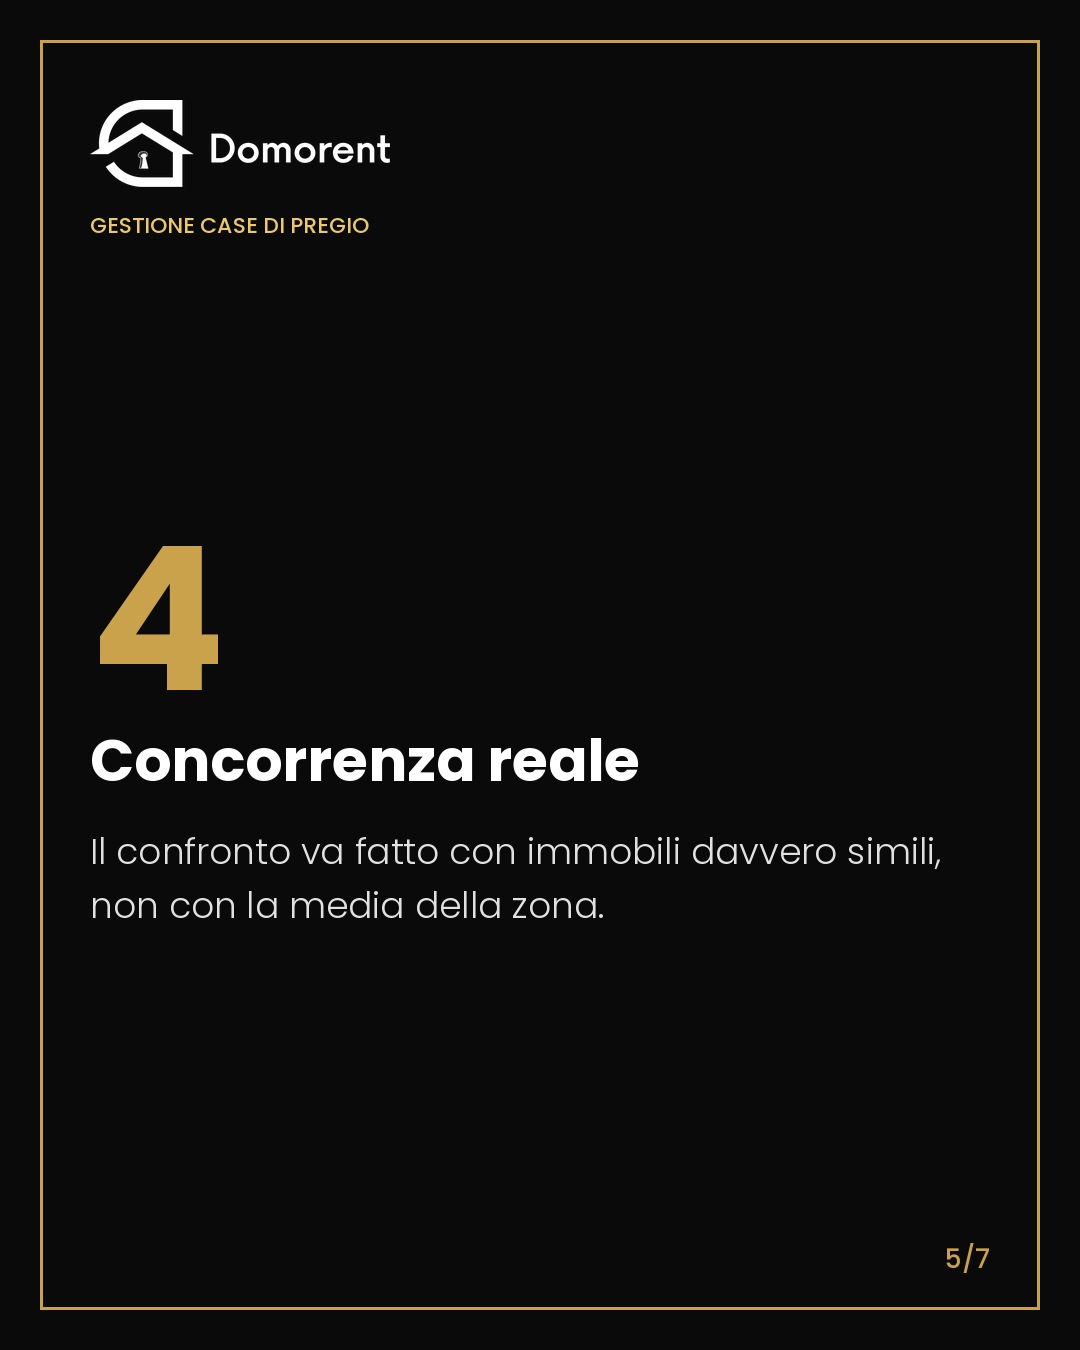 Domorent
GESTIONE CASE DI PREGIO
4
Concorrenza reale
Il confronto va fatto con immobili davvero simili,
non con la media della zona.
5/7